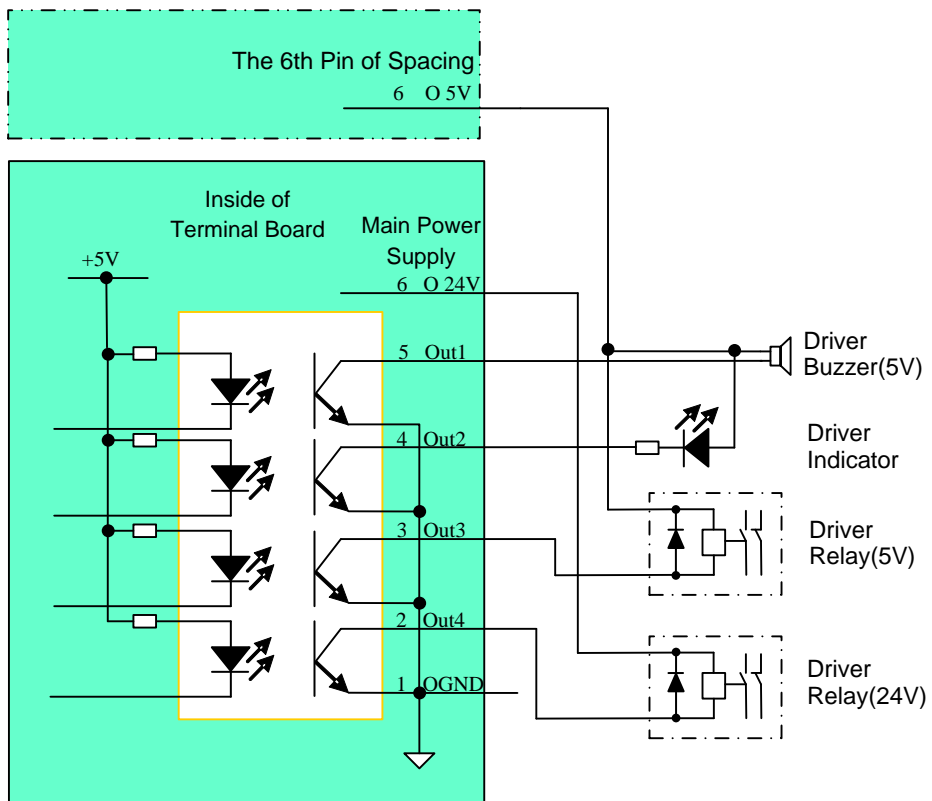 The 6th Pin of Spacing
6 O 5V
Inside of
Terminal Board
Main Power
Supply
+5V
6 O 24V
5 Out1
Driver
Buzzer(5V)
4 Out2
Driver
Indicator
3 Out3
Driver
Relay(5V)
2 Out4
1 OGND
Driver
Relay(24V)